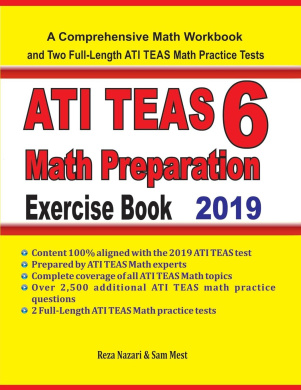 A Comprehensive Math Workbook
and Two Full-Length ATI TEAS Math Practice Tests
ATI TEAS 6
Math Preparation
Exercise Book 2019
Content 100% aligned with the 2019 ATI TEAS test
Prepared by ATI TEAS Math experts
Complete coverage of all ATI TEAS Math topics
Over 2,500 additional ATI TEAS math practice
questions
2 Full-Length ATI TEAS Math practice tests
Reza Nazari & Sam Mest